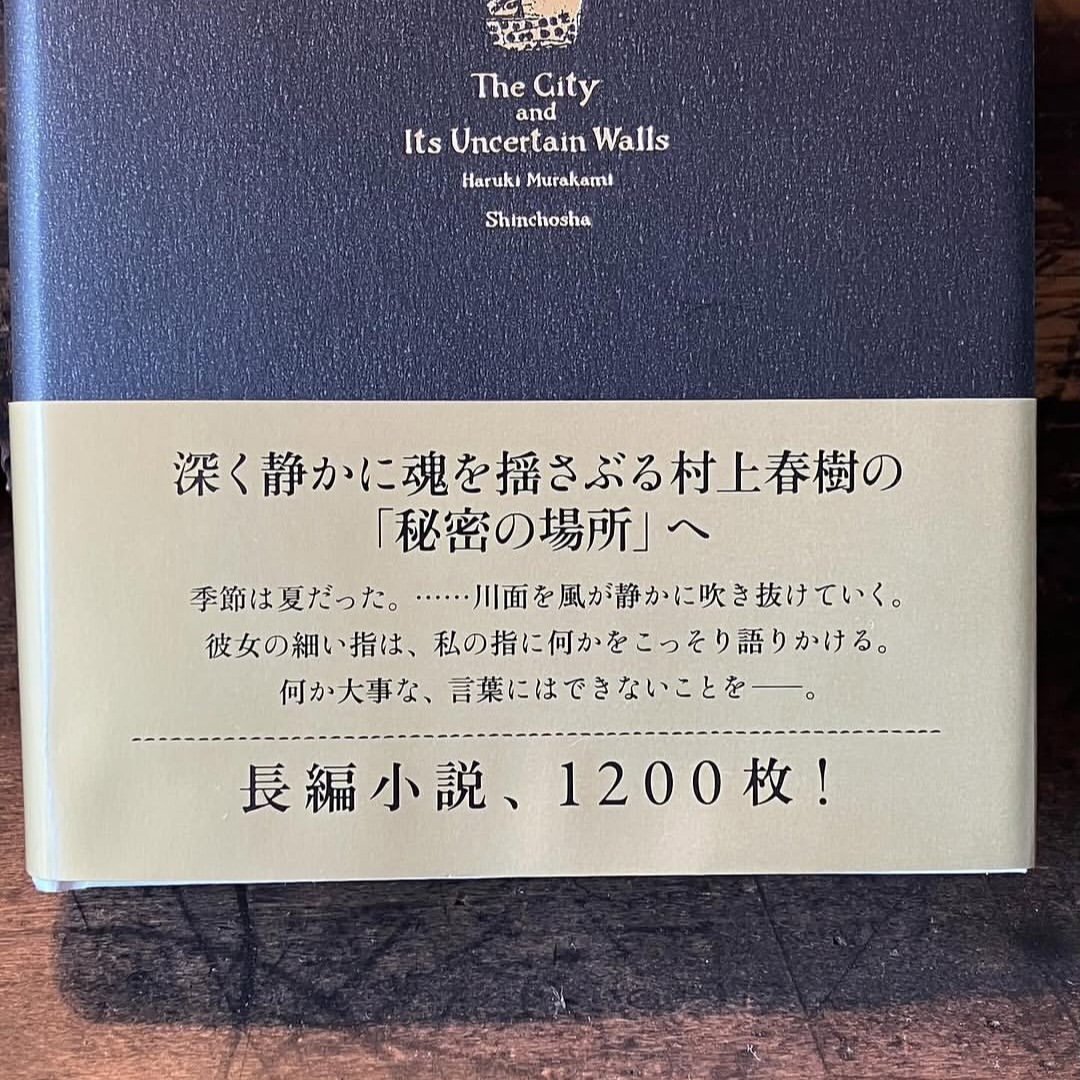 The City
and
Its Uncertain Walls
Haruki Murakami
Shinchosha
深く静かに魂を揺さぶる村上春樹の
「秘密の場所」へ
季節は夏だった。……川面を風が静かに吹き抜けていく。
彼女の細い指は、私の指に何かをこっそり語りかける。
何か大事な、言葉にはできないことを——。
長編小説、1200枚！